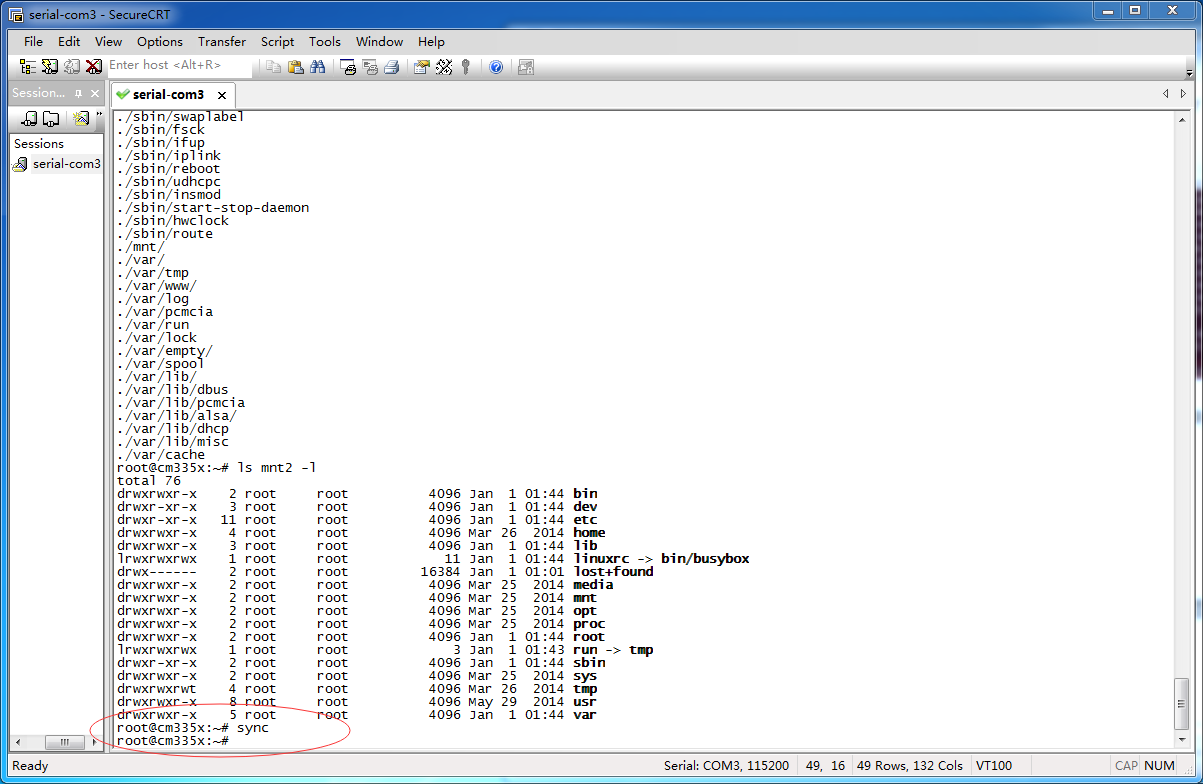 serial-com3 - SecureCRT
File Edit View Options Transfer Script Tools Window Help
Enter host <Alt+R>
Session...
serial-com3
Sessions
serial-com3
./sbin/swaplabel
./sbin/fsck
./sbin/ifup
./sbin/iplink
./sbin/reboot
./sbin/udhcpc
./sbin/insmod
./sbin/start-stop-daemon
./sbin/hwclock
./sbin/route
./mnt/
./var/
./var/tmp
./var/www/
./var/log
./var/pcmcia
./var/run
./var/lock
./var/empty/
./var/spool
./var/lib/
./var/lib/dbus
./var/lib/pcmcia
./var/lib/alsa/
./var/lib/dhcp
./var/lib/misc
./var/cache
root@cm335x:~# ls mnt2 -l
total 76
drwxrwxr-x 2 root root 4096 Jan 1 01:44 bin
drwxr-xr-x 3 root root 4096 Jan 1 01:44 dev
drwxr-xr-x 11 root root 4096 Jan 1 01:44 etc
drwxrwxr-x 4 root root 4096 Mar 26 2014 home
drwxrwxr-x 3 root root 4096 Jan 1 01:44 lib
lrwxrwxrwx 1 root root 11 Jan 1 01:44 linuxrc -> bin/busybox
drwx------ 2 root root 16384 Jan 1 01:01 lost+found
drwxrwxr-x 2 root root 4096 Mar 25 2014 media
drwxrwxr-x 2 root root 4096 Mar 25 2014 mnt
drwxrwxr-x 2 root root 4096 Mar 25 2014 opt
drwxrwxr-x 2 root root 4096 Mar 25 2014 proc
drwxrwxr-x 2 root root 4096 Jan 1 01:44 root
lrwxrwxrwx 1 root root 3 Jan 1 01:43 run -> tmp
drwxr-xr-x 2 root root 4096 Jan 1 01:44 sbin
drwxrwxr-x 2 root root 4096 Mar 25 2014 sys
drwxrwxrwt 4 root root 4096 Mar 26 2014 tmp
drwxrwxr-x 8 root root 4096 May 29 2014 usr
drwxrwxr-x 5 root root 4096 Jan 1 01:44 var
root@cm335x:~# sync
root@cm335x:~#
Ready Serial: COM3, 115200 49, 16 49 Rows, 132 Cols VT100 CAP NUM